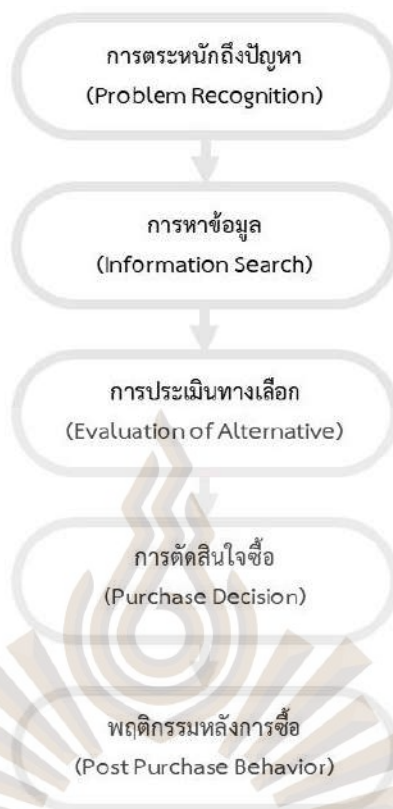 การตระหนักถึงปัญหา
(Problem Recognition)
การหาข้อมูล
(Information Search)
การประเมินทางเลือก
(Evaluation of Alternative)
การตัดสินใจซื้อ
(Purchase Decision)
พฤติกรรมหลังการซื้อ
(Post Purchase Behavior)